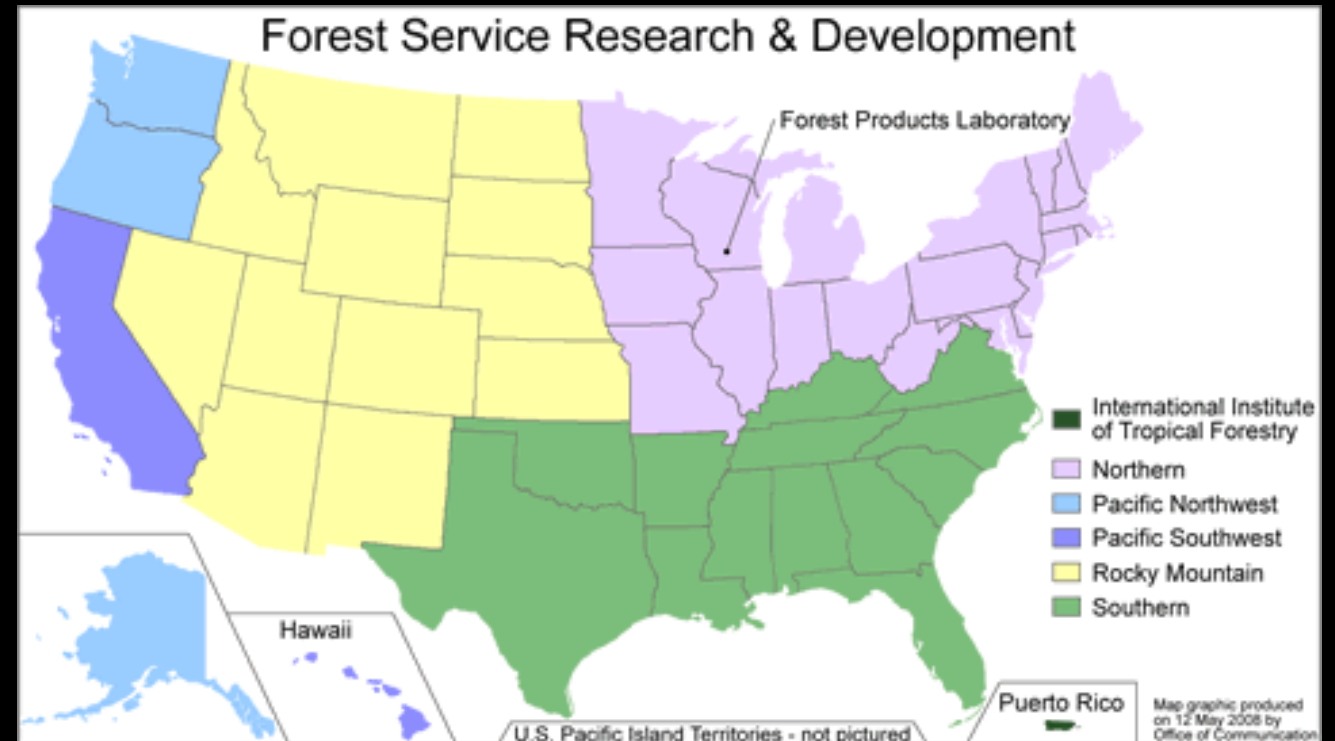 Forest Service Research & Development
Forest Products Laboratory
International Institute
of Tropical Forestry
Northern
Pacific Northwest
Pacific Southwest
Rocky Mountain
Southern
Hawaii
Puerto Rico
U.S. Pacific Island Territories - not pictured
Map graphic produced
on 12 May 2008 by
Office of Communication